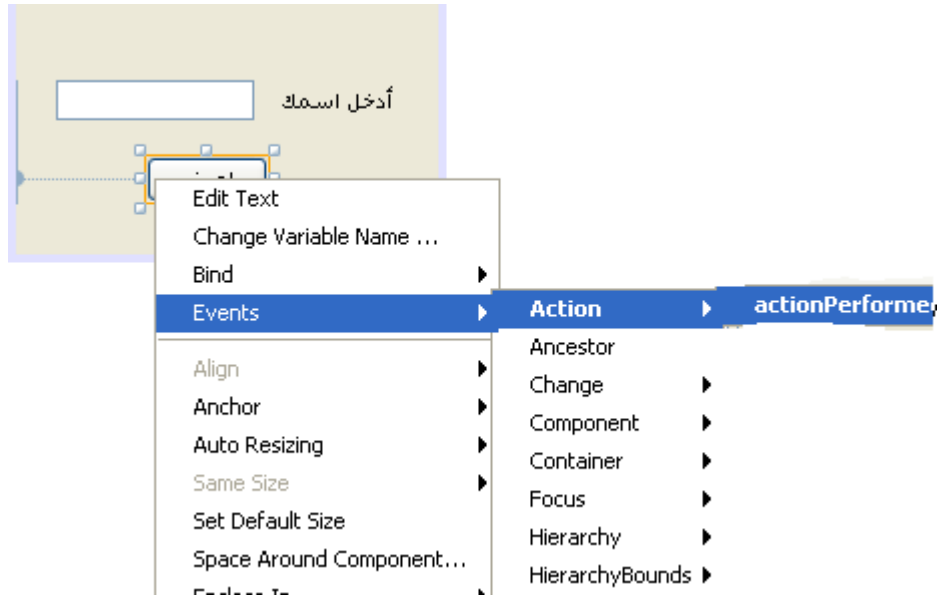 أدخل اسمك
Edit Text
Change Variable Name ...
Bind
Events
Align
Anchor
Auto Resizing
Same Size
Set Default Size
Space Around Component...
Action
Ancestor
Change
Component
Container
Focus
Hierarchy
HierarchyBounds
actionPerforme